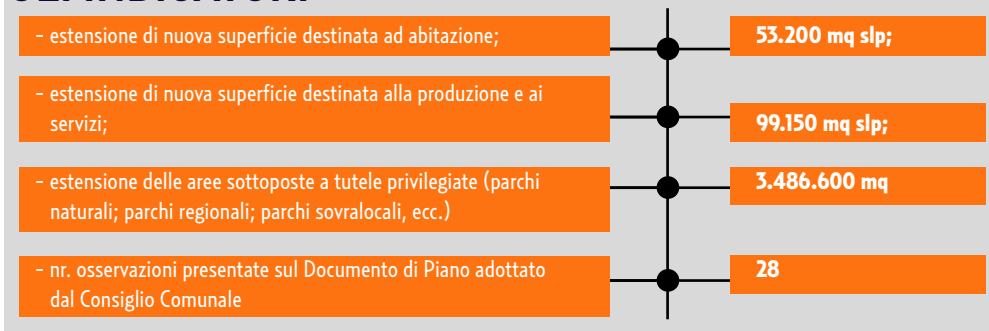 – estensione di nuova superficie destinata ad abitazione;
53.200 mq slp;
– estensione di nuova superficie destinata alla produzione e ai
servizi;
99.150 mq slp;
– estensione delle aree sottoposte a tutele privilegiate (parchi
naturali; parchi regionali; parchi sovralocali, ecc.)
3.486.600 mq
– nr. osservazioni presentate sul Documento di Piano adottato
dal Consiglio Comunale
28